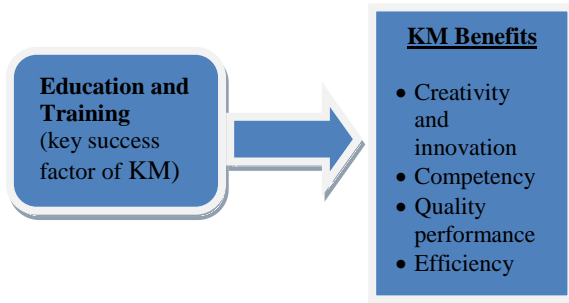 Education and
Training
(key success
factor of KM)
KM Benefits
• Creativity
and
innovation
• Competency
• Quality
performance
• Efficiency